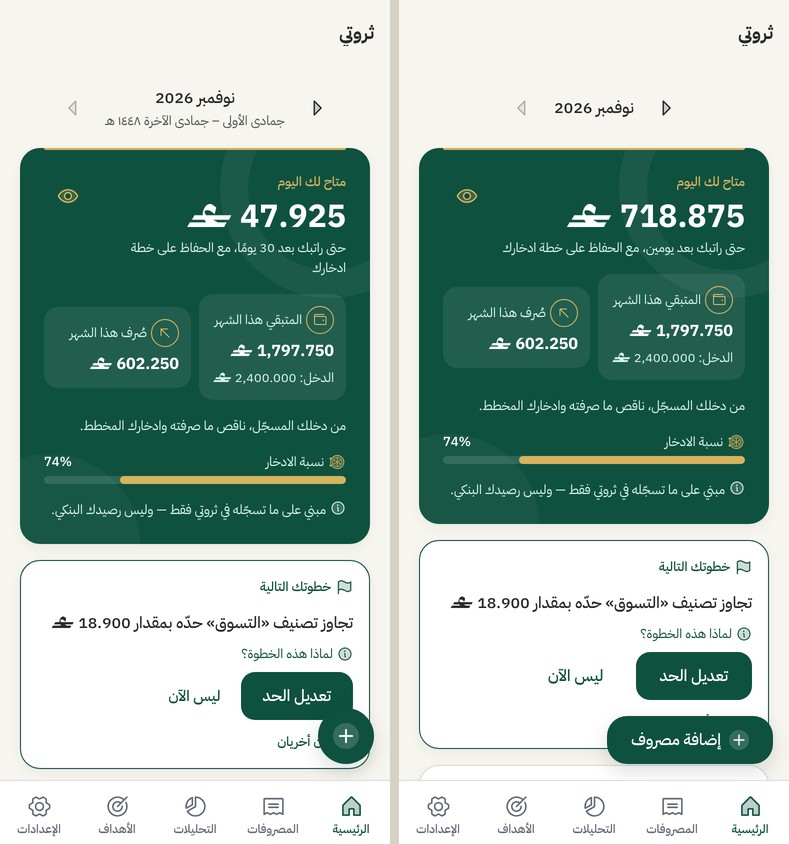 ثروتي
نوفمبر 2026
متاح لك اليوم
718.875
حتى راتبك بعد يومين، مع الحفاظ على خطة ادخارك
المتبقي هذا الشهر
1,797.750
الدخل: 2,400.000
صُرف هذا الشهر
602.250
من دخلك المسجّل، ناقص ما صرفته وادخارك المخطط.
نسبة الادخار
74%
مبني على ما تسجّله في ثروتي فقط — وليس رصيدك البنكي.
خطوتك التالية
تجاوز تصنيف «التسوق» حدّه بمقدار 18.900
لماذا هذه الخطوة؟
تعديل الحد
ليس الآن
إضافة مصروف
الرئيسية
المصروفات
التحليلات
الأهداف
الإعدادات
ثروتي
نوفمبر 2026
جمادى الأولى – جمادى الآخرة ١٤٤٨ هـ
متاح لك اليوم
47.925
حتى راتبك بعد 30 يومًا، مع الحفاظ على خطة
ادخارك
المتبقي هذا الشهر
1,797.750
الدخل: 2,400.000
صُرف هذا الشهر
602.250
من دخلك المسجّل، ناقص ما صرفته وادخارك المخطط.
نسبة الادخار
74%
مبني على ما تسجّله في ثروتي فقط — وليس رصيدك البنكي.
خطوتك التالية
تجاوز تصنيف «التسوق» حدّه بمقدار 18.900
لماذا هذه الخطوة؟
تعديل الحد
ليس الآن
أخريان
الرئيسية
المصروفات
التحليلات
الأهداف
الإعدادات